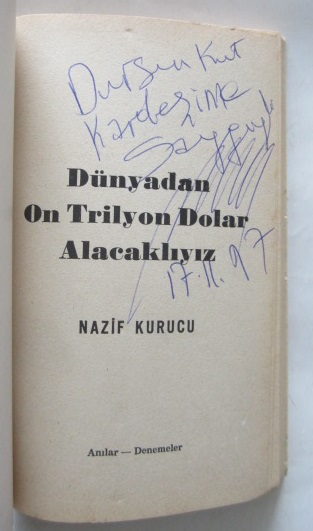 Dursun Kut
Kardeşime
Saygıyla
Dünyadan
On Trilyon Dolar
Alacaklıyız
17.11.97
NAZİF KURUCU
Anılar — Denemeler